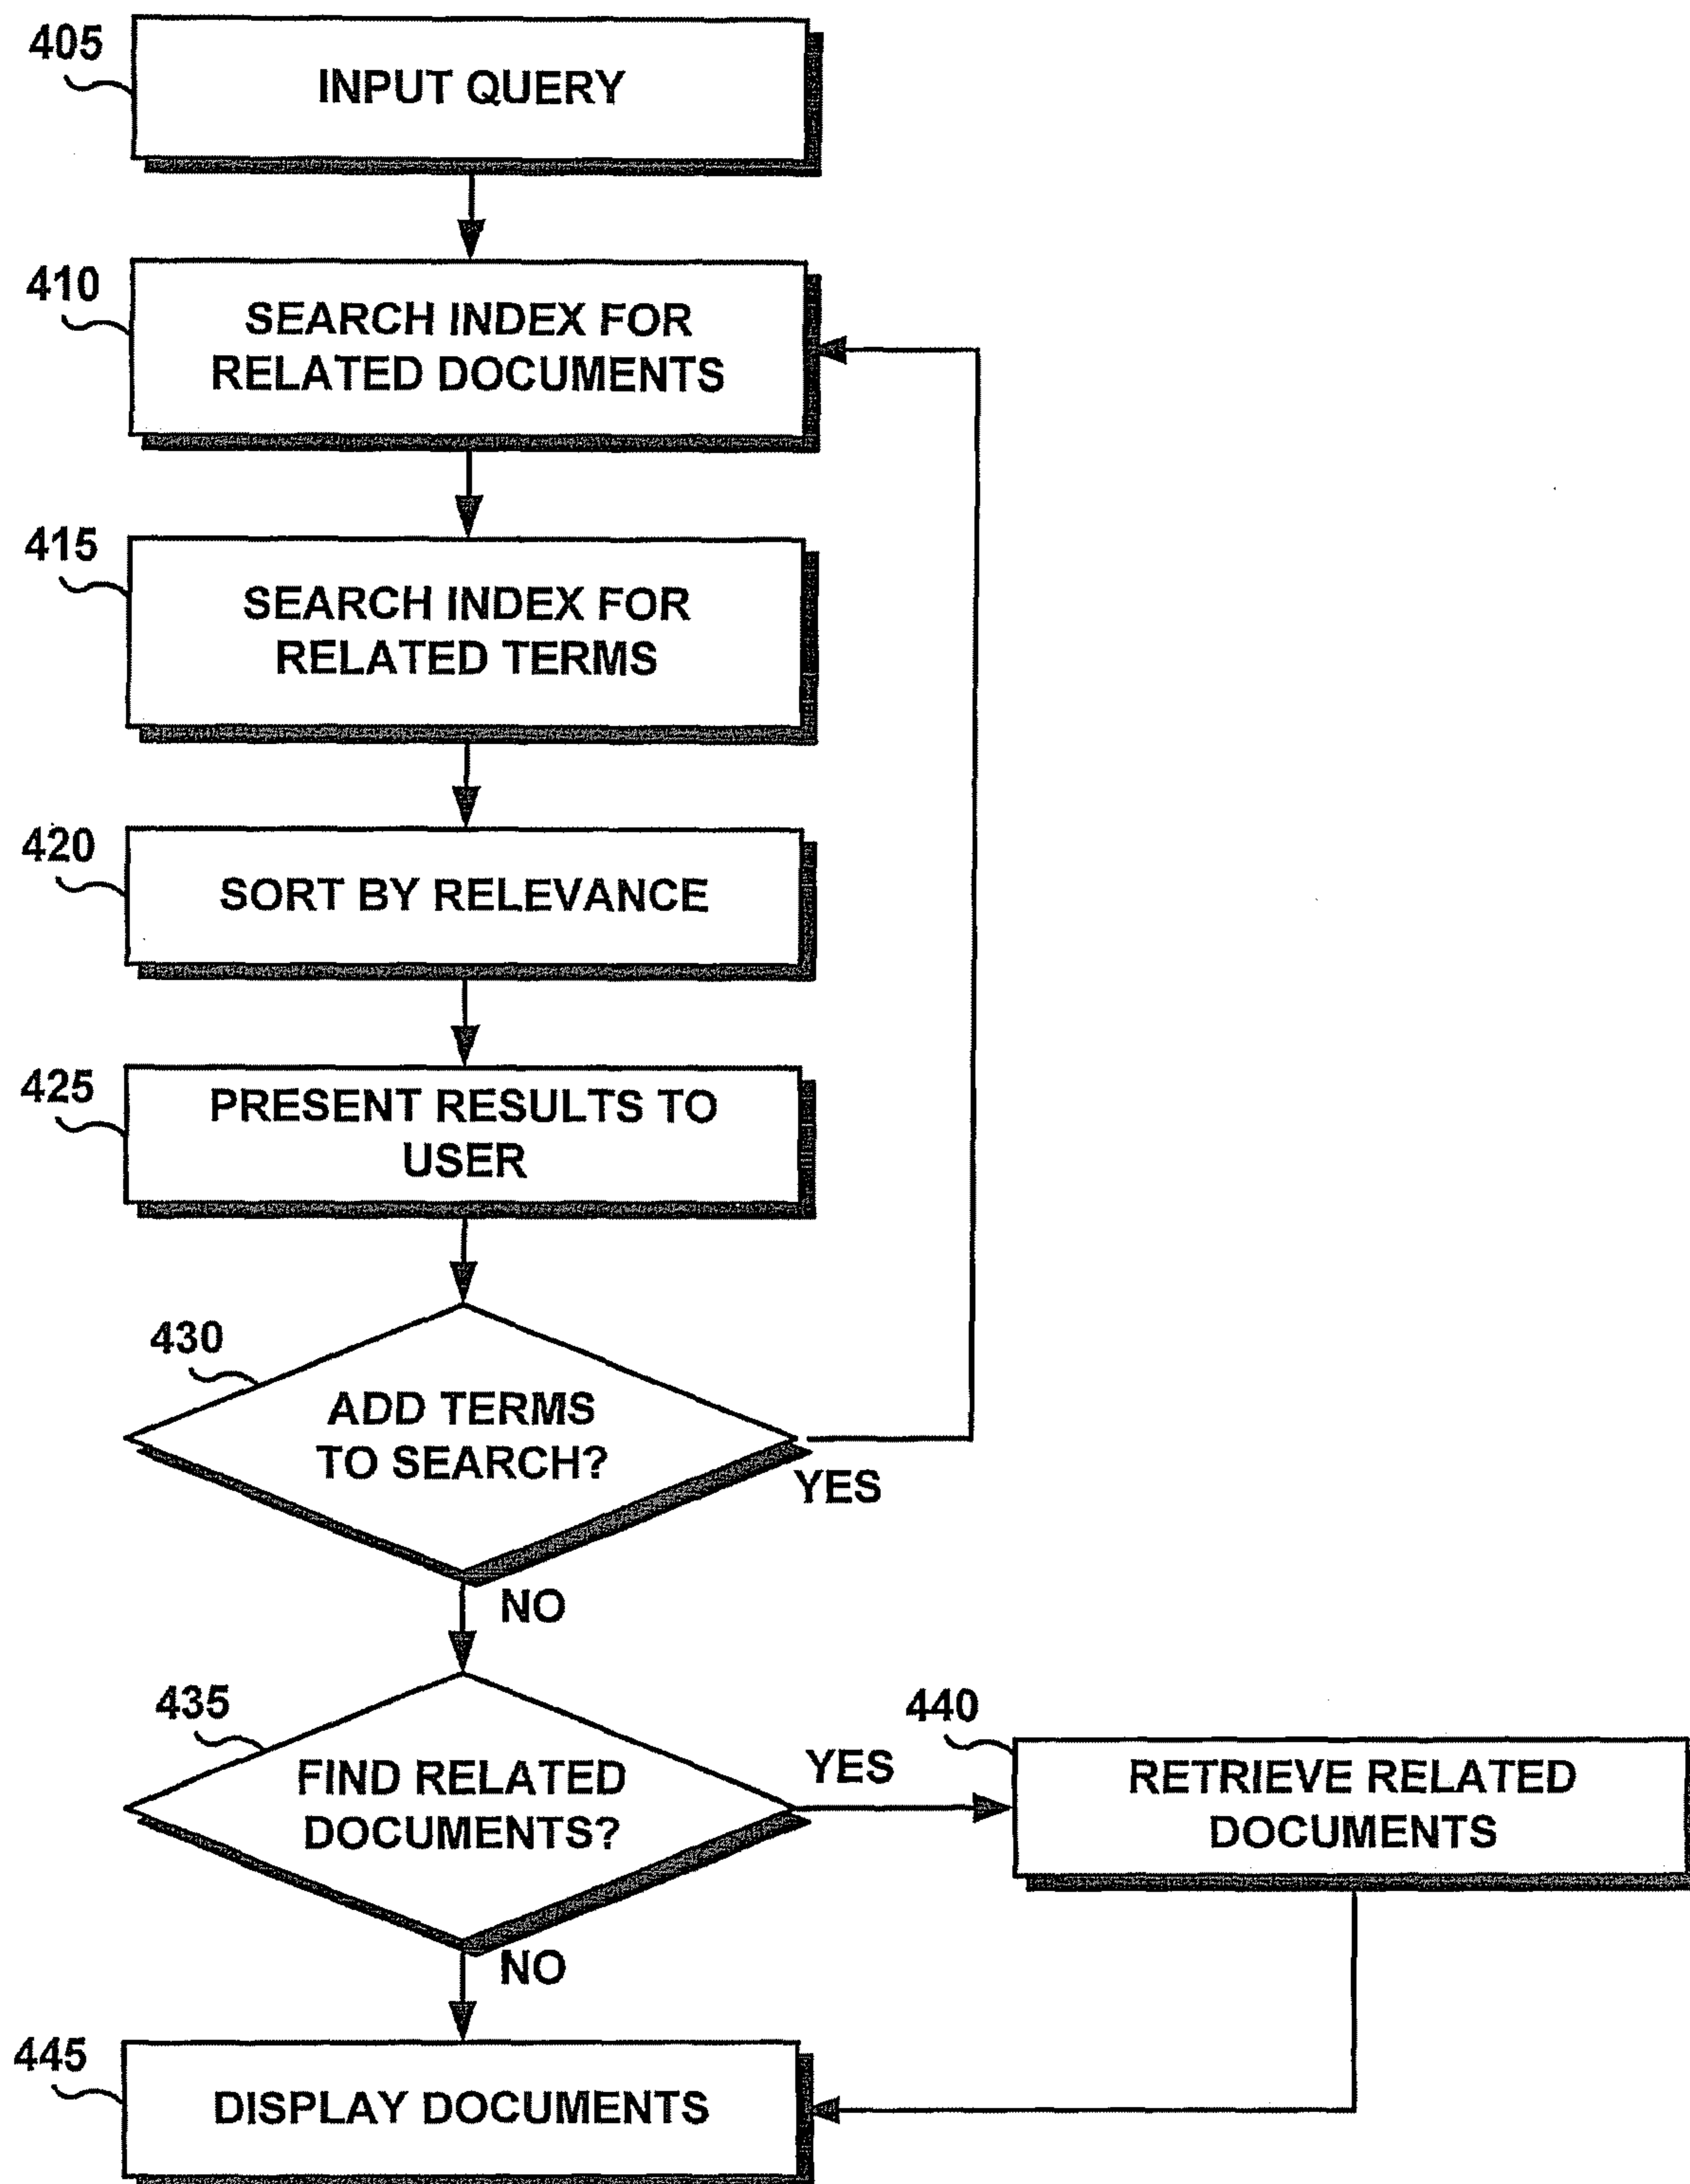 405
INPUT QUERY
410
SEARCH INDEX FOR
RELATED DOCUMENTS
415
SEARCH INDEX FOR
RELATED TERMS
420
SORT BY RELEVANCE
425
PRESENT RESULTS TO
USER
430
ADD TERMS
TO SEARCH?
YES
NO
435
FIND RELATED
DOCUMENTS?
YES
440
RETRIEVE RELATED
DOCUMENTS
NO
445
DISPLAY DOCUMENTS